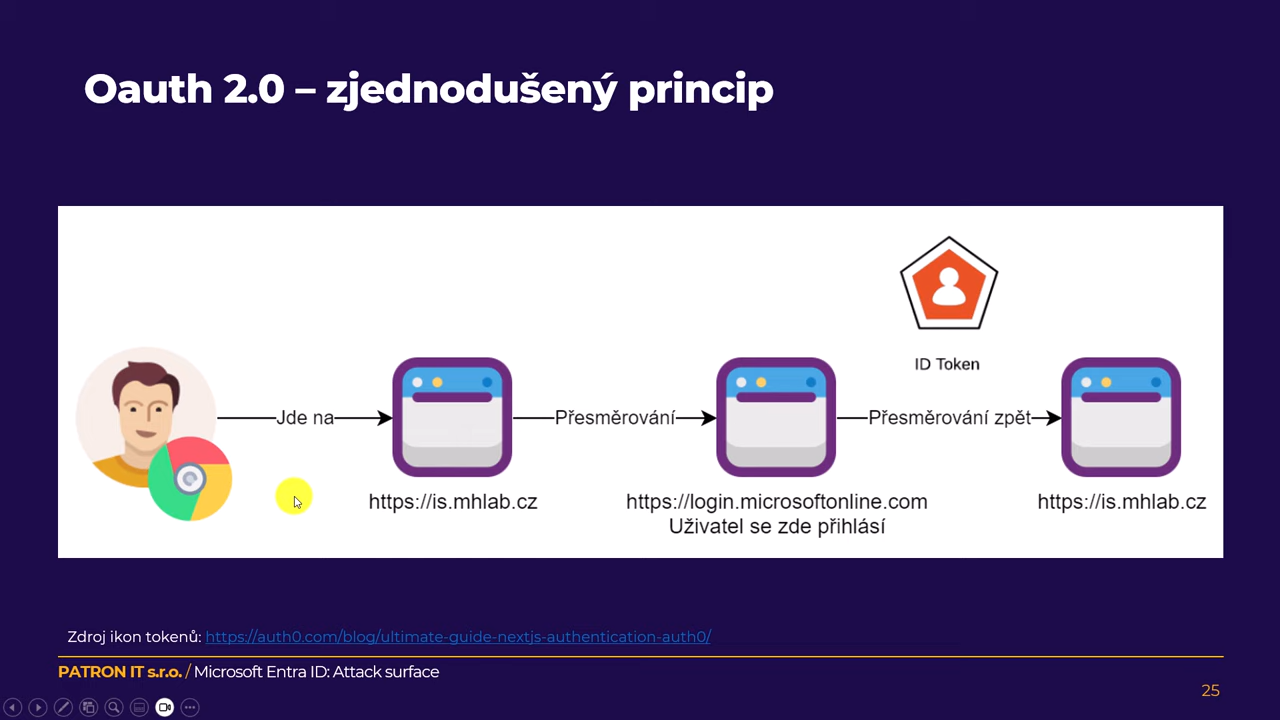 Oauth 2.0 – zjednodušený princip
ID Token
Jde na
Přesměrování
Přesměrování zpět
https://is.mhlab.cz
https://login.microsoftonline.com
Uživatel se zde přihlásí
https://is.mhlab.cz
Zdroj ikon tokenů: https://auth0.com/blog/ultimate-guide-nextjs-authentication-auth0/
PATRON IT s.r.o. / Microsoft Entra ID: Attack surface
25